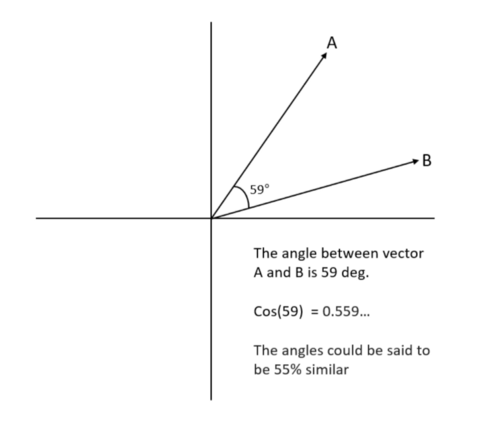 A
B
59°
The angle between vector
A and B is 59 deg.
Cos(59) = 0.559...
The angles could be said to
be 55% similar